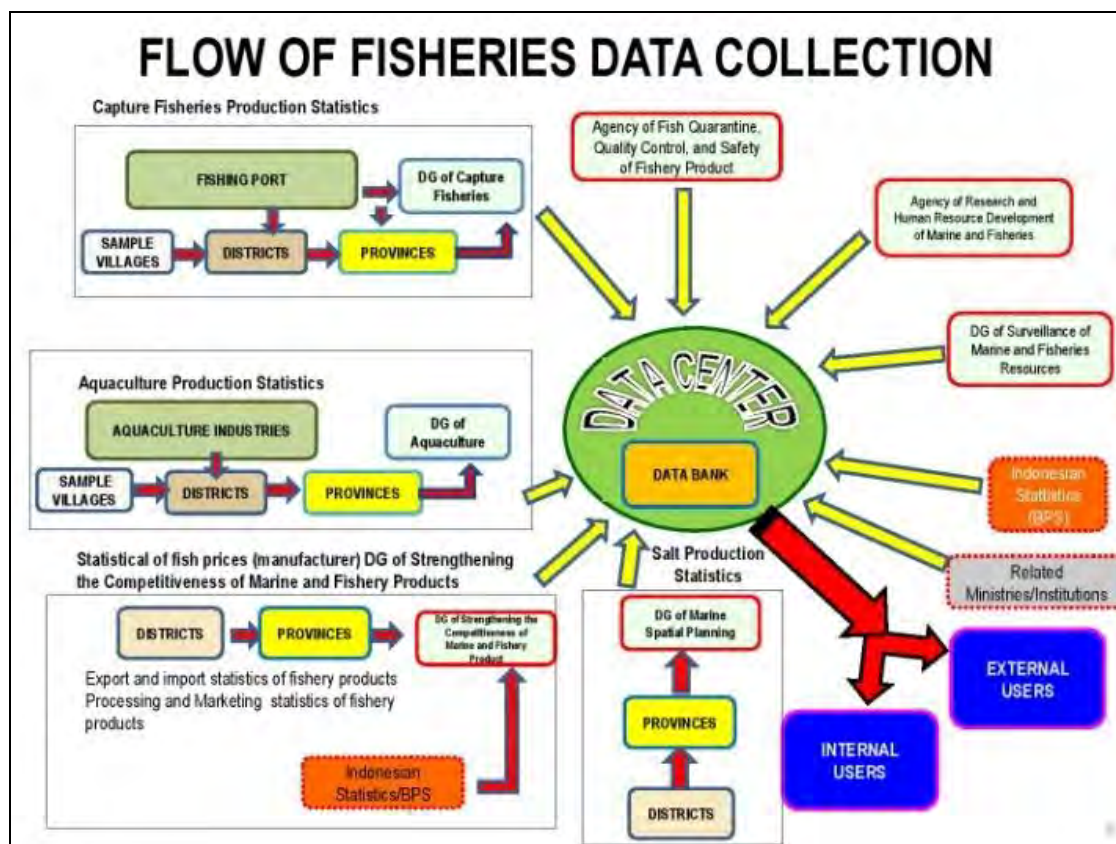 FLOW OF FISHERIES DATA COLLECTION
Capture Fisheries Production Statistics
FISHING PORT
DG of Capture
Fisheries
SAMPLE
VILLAGES
DISTRICTS
PROVINCES
Agency of Fish Quarantine,
Quality Control, and Safety
of Fishery Product
Agency of Research and
Human Resource Development
of Marine and Fisheries
DG of Surveillance of
Marine and Fisheries
Resources
Aquaculture Production Statistics
AQUACULTURE INDUSTRIES
DG of
Aquaculture
SAMPLE
VILLAGES
DISTRICTS
PROVINCES
DATA CENTER
DATA BANK
Indonesian
Statistics
(BPS)
Related
Ministries/Institutions
Statistical of fish prices (manufacturer) DG of Strengthening
the Competitiveness of Marine and Fishery Products
DISTRICTS
PROVINCES
DG of Strengthening the
Competitiveness of
Marine and Fishery
Product
Export and import statistics of fishery products
Processing and Marketing statistics of fishery
products
Indonesian
Statistics/BPS
Salt Production
Statistics
DG of Marine
Spatial Planning
PROVINCES
DISTRICTS
EXTERNAL
USERS
INTERNAL
USERS